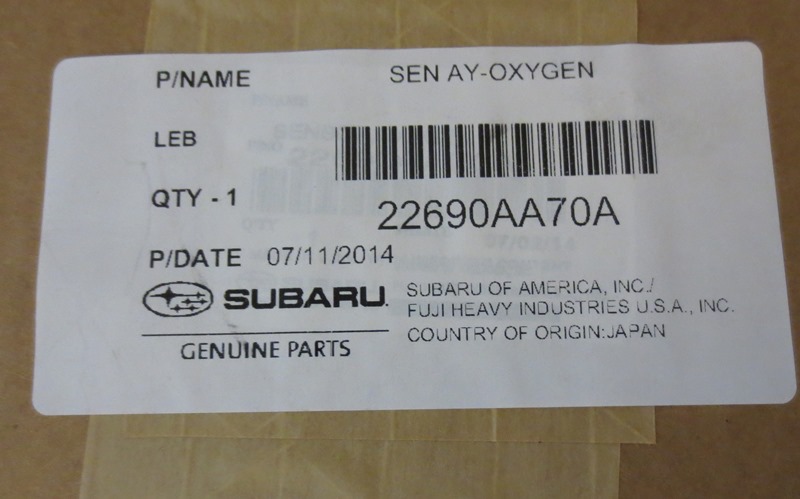 P/NAME SEN AY-OXYGEN
LEB
QTY - 1
22690AA70A
P/DATE 07/11/2014
SUBARU.
GENUINE PARTS
SUBARU OF AMERICA, INC./
FUJI HEAVY INDUSTRIES U.S.A., INC.
COUNTRY OF ORIGIN:JAPAN